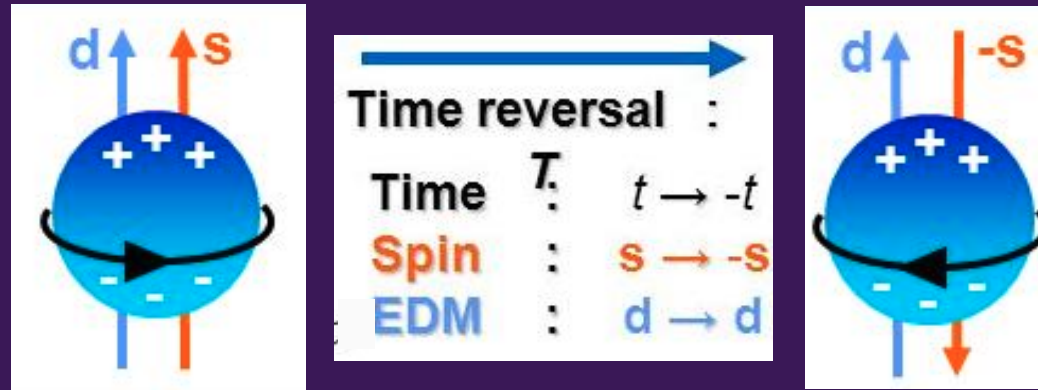 d s
+ + +
- - -
Time reversal :
T
Time : t → -t
Spin : s → -s
EDM : d → d
d -s
+ + +
- - -